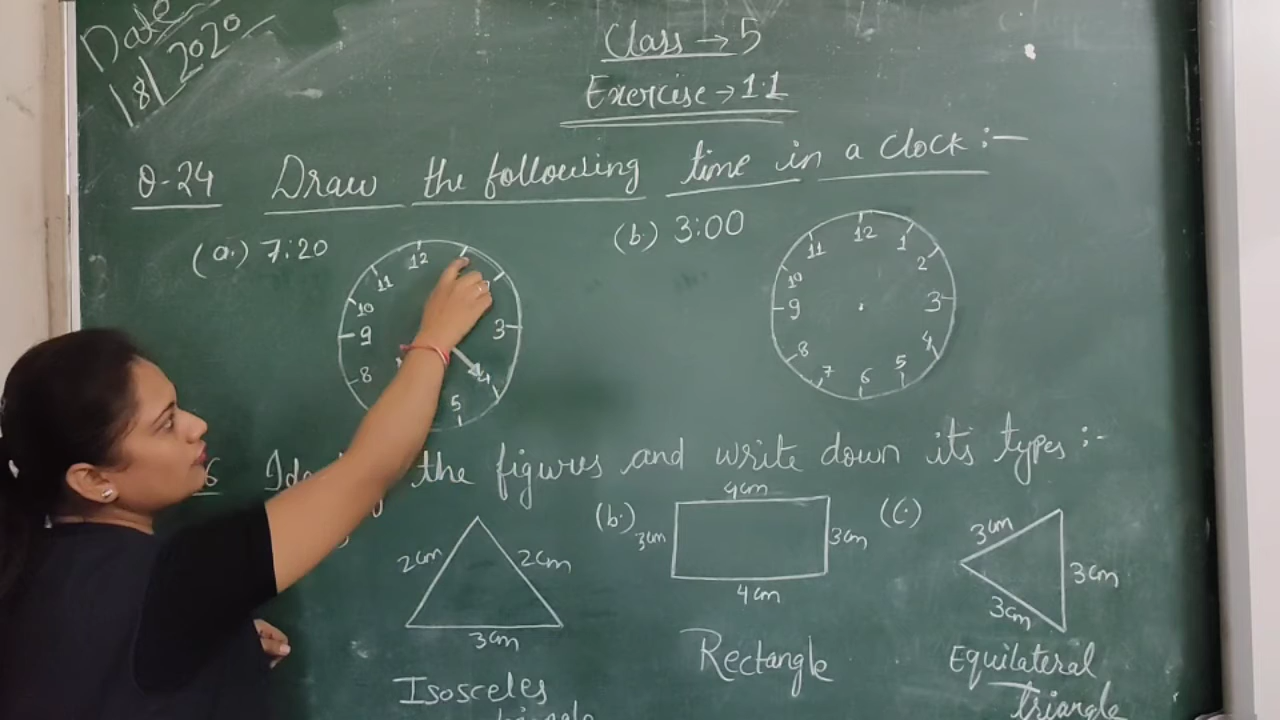 Date
1/8/2020
Class → 5
Exercise → 11
Q-24 Draw the following time in a clock :-
(a.) 7:20
12
11
10
9
8
3
4
5
(b.) 3:00
12
11
1
10
2
9
3
8
4
7
6
5
6 the figures and write down its types :-
2cm
2cm
3cm
Isosceles
(b.)
4cm
3cm
3cm
4cm
Rectangle
(c.)
3cm
3cm
3cm
Equilateral
triangle